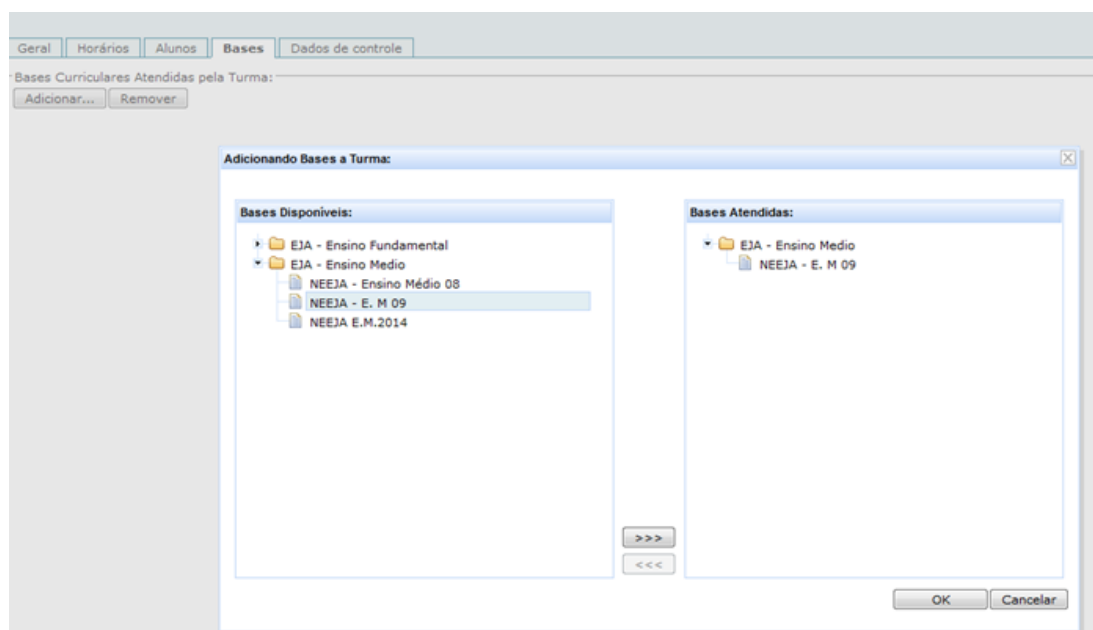 Geral Horários Alunos Bases Dados de controle
Bases Curriculares Atendidas pela Turma:
Adicionar... Remover
Adicionando Bases a Turma:
Bases Disponíveis:
EJA - Ensino Fundamental
EJA - Ensino Medio
NEEJA - Ensino Médio 08
NEEJA - E. M 09
NEEJA E.M.2014
Bases Atendidas:
EJA - Ensino Medio
NEEJA - E. M 09
>>>
<<<
OK Cancelar